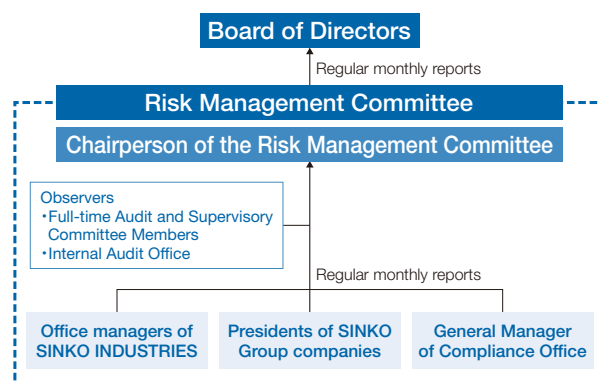 Board of Directors
Regular monthly reports
Risk Management Committee
Chairperson of the Risk Management Committee
Observers
・Full-time Audit and Supervisory
Committee Members
・Internal Audit Office
Regular monthly reports
Office managers of
SINKO INDUSTRIES
Presidents of SINKO
Group companies
General Manager
of Compliance Office